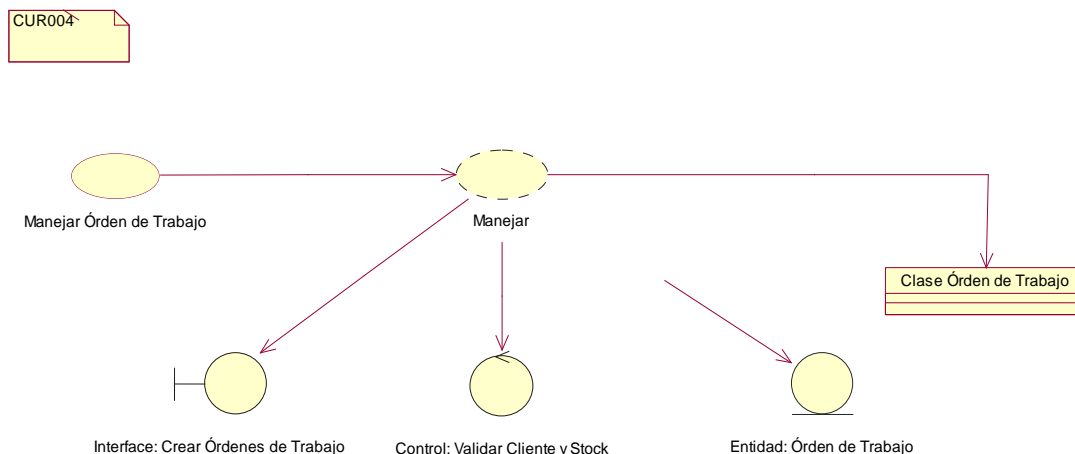 CUR004
Manejar Órden de Trabajo
Manejar
Clase Órden de Trabajo
Interface: Crear Órdenes de Trabajo
Control: Validar Cliente y Stock
Entidad: Órden de Trabajo